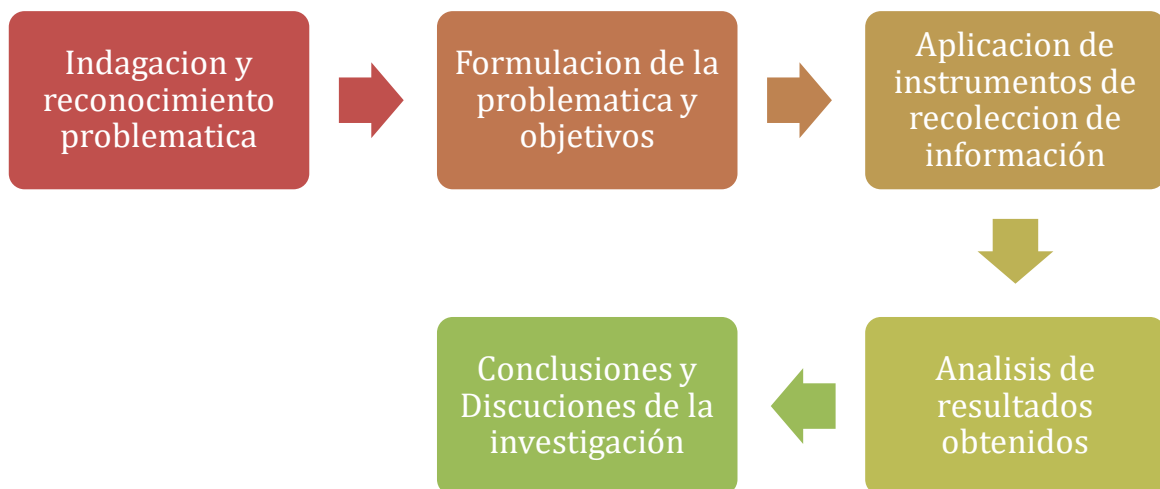 Indagacion y
reconocimiento
problematica
Formulacion de la
problematica y
objetivos
Aplicacion de
instrumentos de
recoleccion de
información
Analisis de
resultados
obtenidos
Conclusiones y
Discuciones de la
investigación